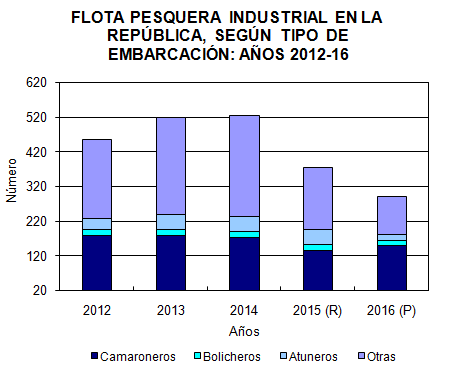 FLOTA PESQUERA INDUSTRIAL EN LA
REPÚBLICA, SEGÚN TIPO DE
EMBARCACIÓN: AÑOS 2012-16
620
520
420
320
220
120
20
Número
2012 2013 2014 2015 (R) 2016 (P)
Años
Camaroneros Bolicheros Atuneros Otras